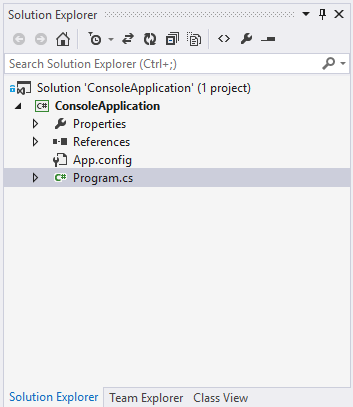 Solution Explorer
Search Solution Explorer (Ctrl+;)
Solution 'ConsoleApplication' (1 project)
C# ConsoleApplication
Properties
References
App.config
C# Program.cs
Solution Explorer Team Explorer Class View